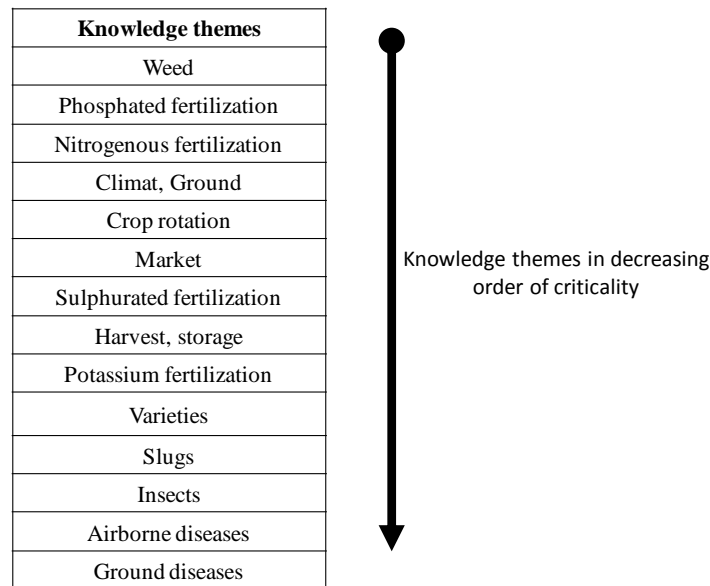 Knowledge themes
Weed
Phosphated fertilization
Nitrogenous fertilization
Climat, Ground
Crop rotation
Market
Sulphurated fertilization
Harvest, storage
Potassium fertilization
Varieties
Slugs
Insects
Airborne diseases
Ground diseases
Knowledge themes in decreasing
order of criticality